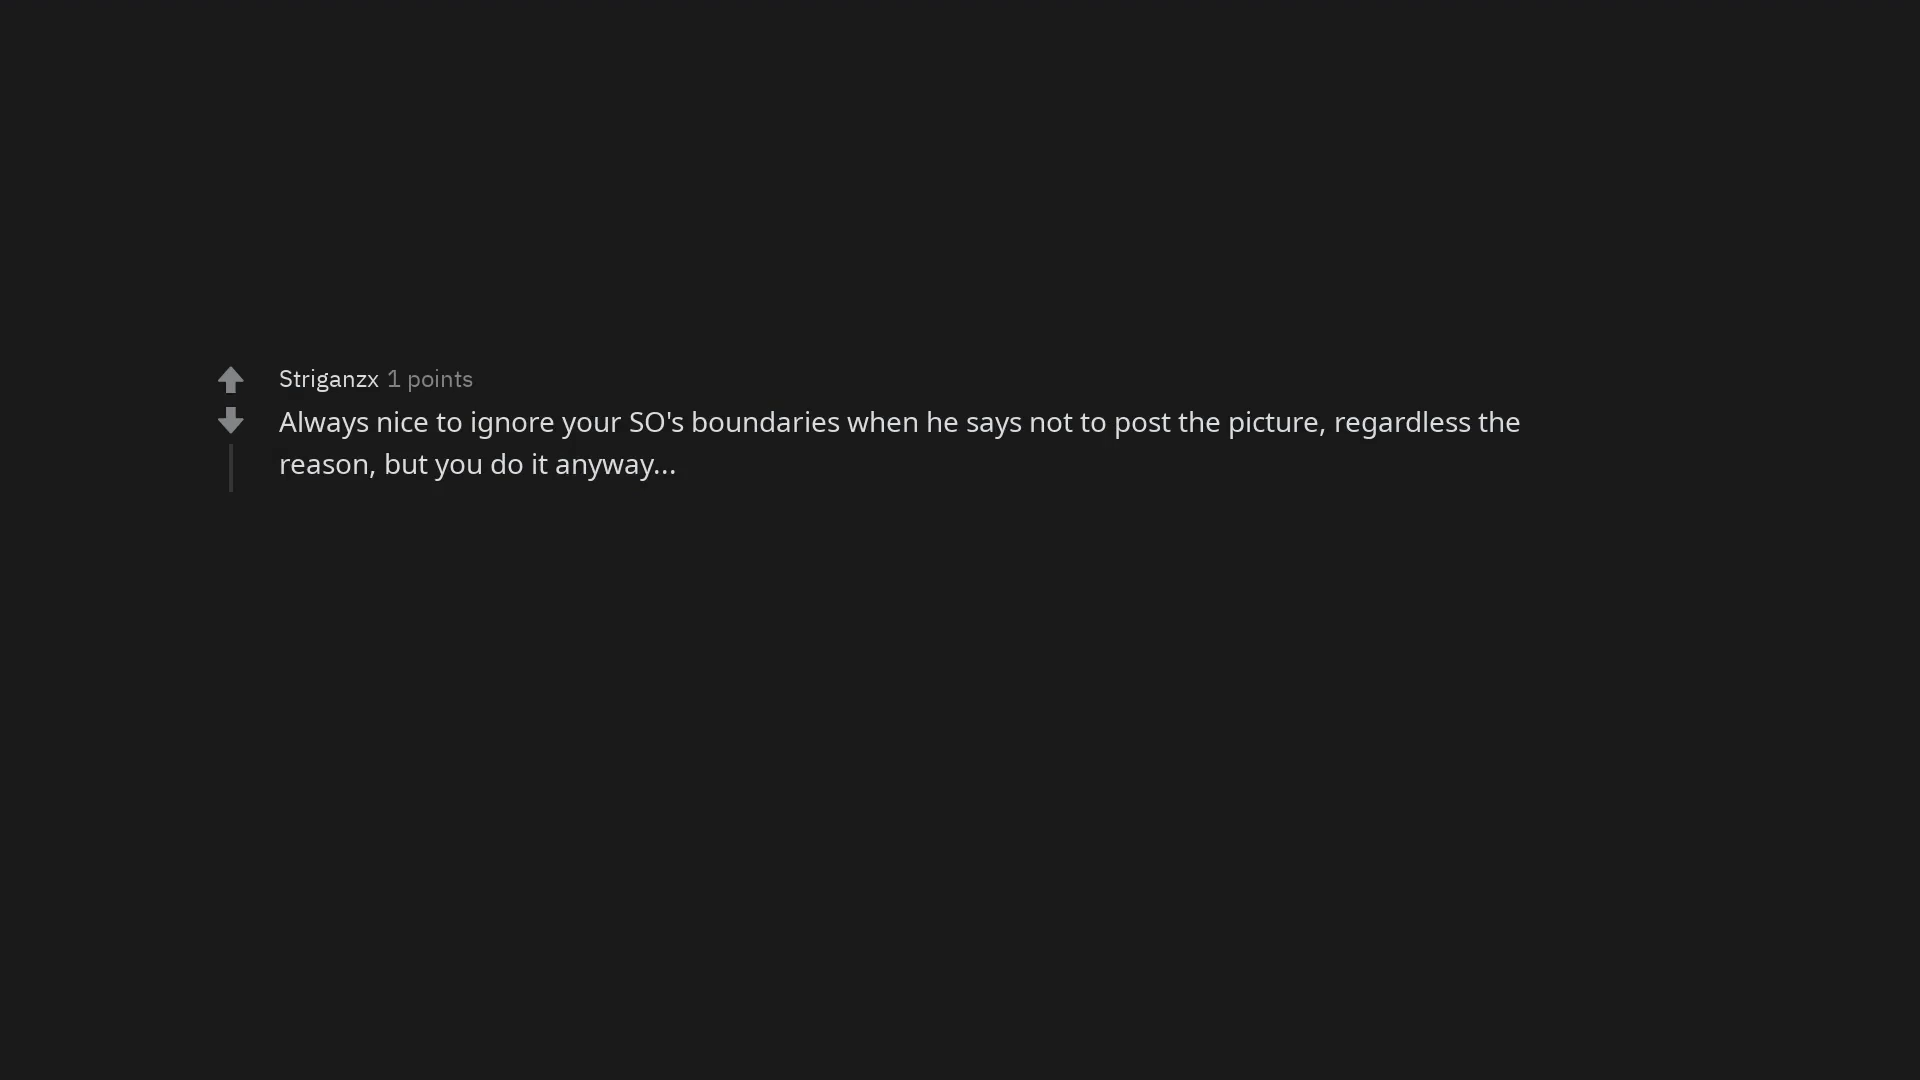 Striganzx 1 points
Always nice to ignore your SO's boundaries when he says not to post the picture, regardless the
reason, but you do it anyway...